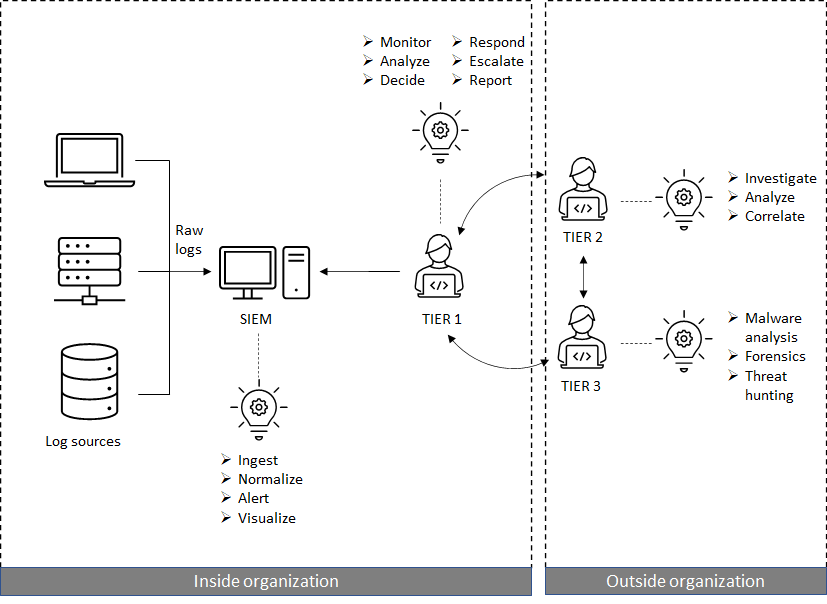 Monitor
Analyze
Decide
Respond
Escalate
Report
Raw
logs
SIEM
TIER 1
Log sources
Ingest
Normalize
Alert
Visualize
Inside organization
TIER 2
Investigate
Analyze
Correlate
TIER 3
Malware
analysis
Forensics
Threat
hunting
Outside organization